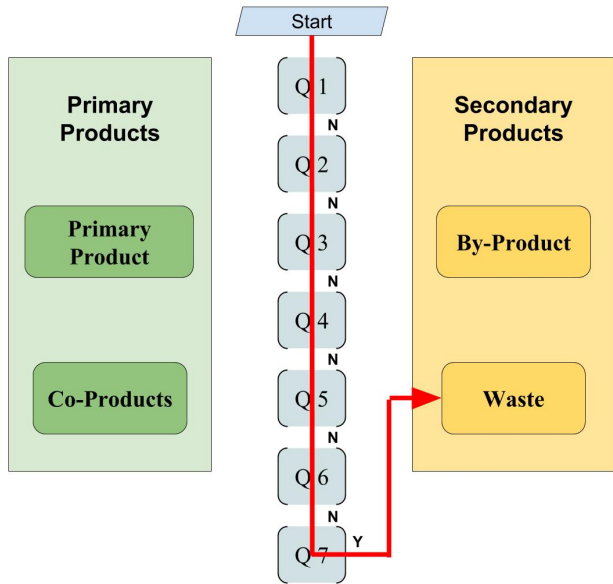 Start
Primary
Products
Primary
Product
Co-Products
Q 1
N
Q 2
N
Q 3
N
Q 4
N
Q 5
N
Q 6
N
Q 7
Y
Secondary
Products
By-Product
Waste